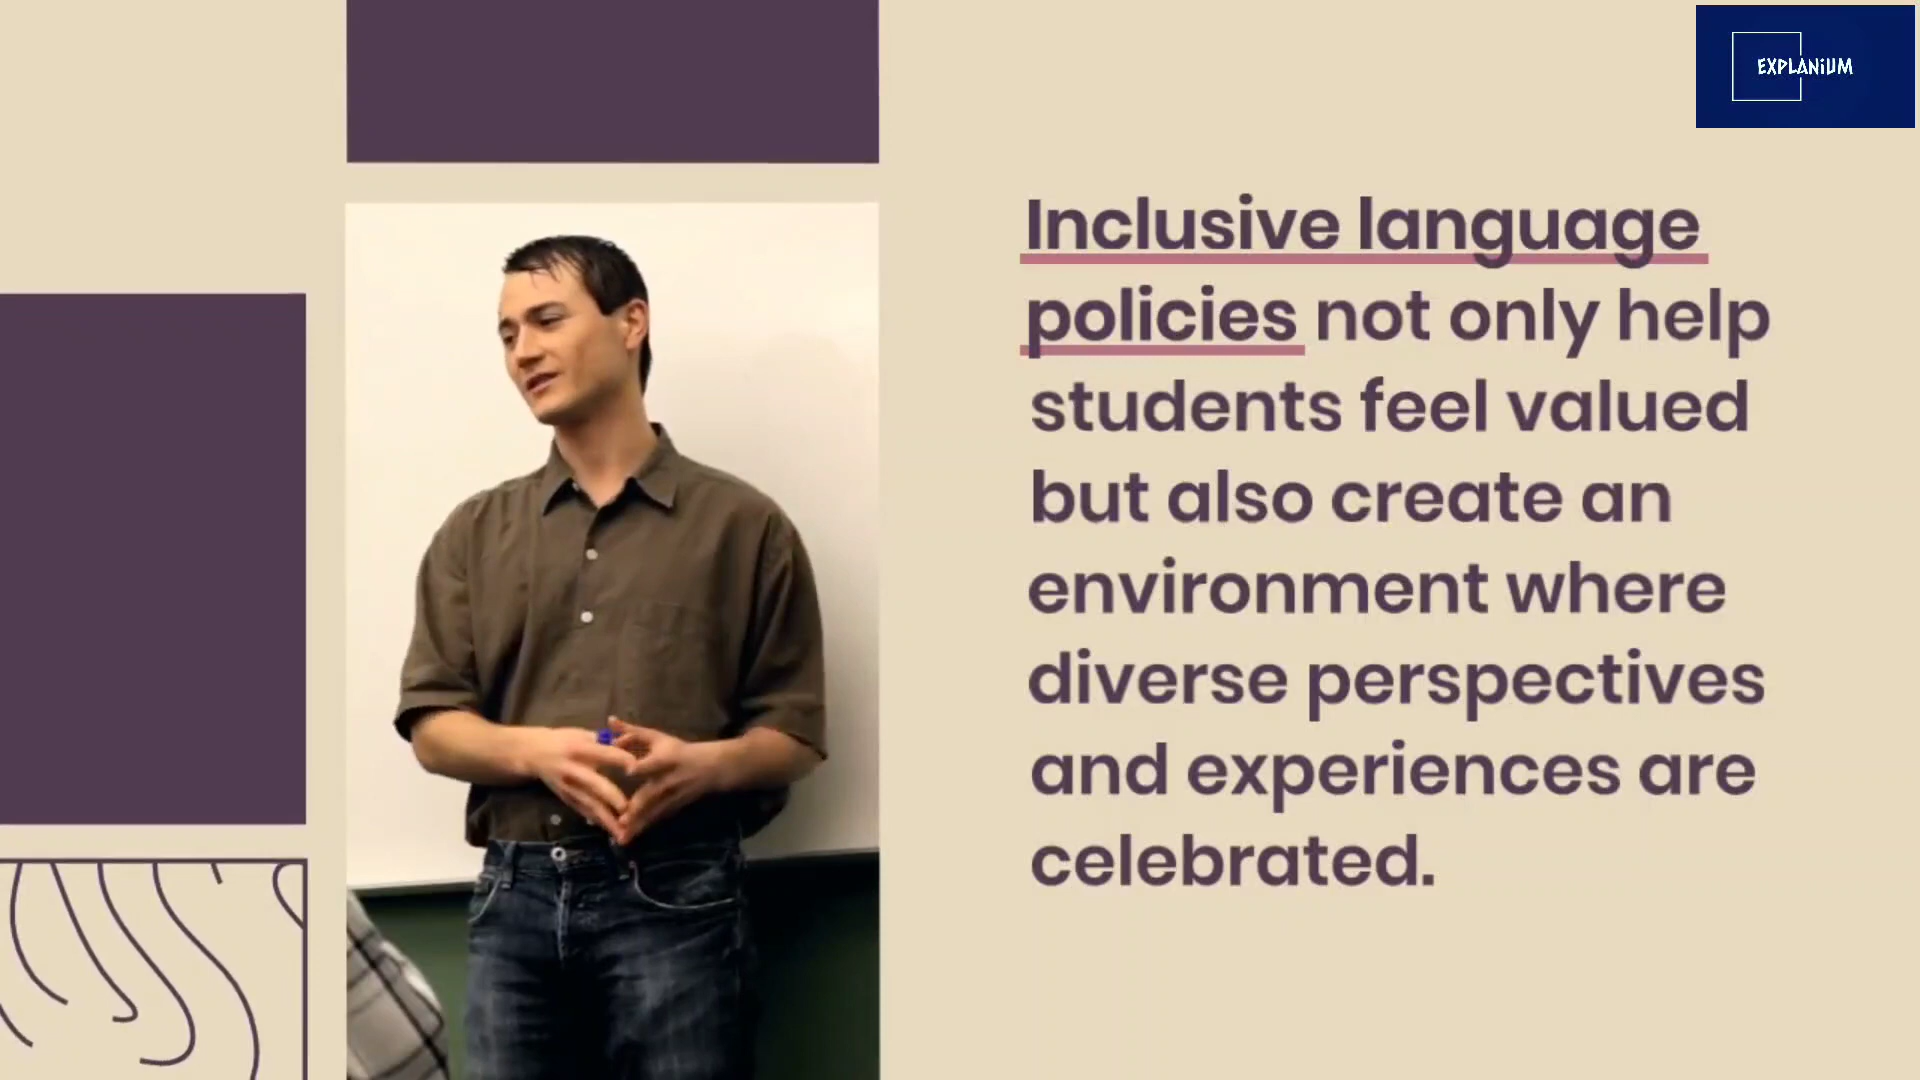 EXPLANiUM
Inclusive language
policies not only help
students feel valued
but also create an
environment where
diverse perspectives
and experiences are
celebrated.